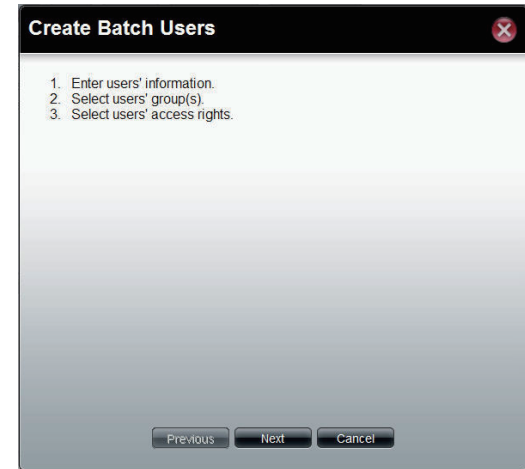 Create Batch Users
1. Enter users' information.
2. Select users' group(s).
3. Select users' access rights.
Previous Next Cancel